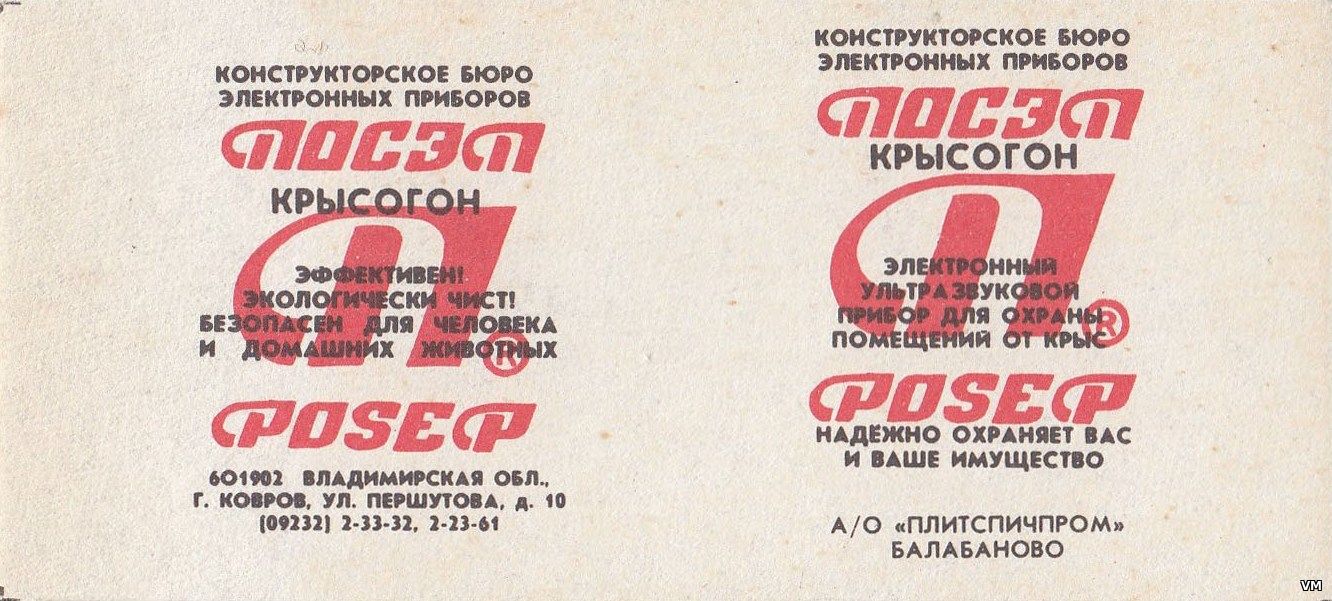 КОНСТРУКТОРСКОЕ БЮРО
ЭЛЕКТРОННЫХ ПРИБОРОВ
ПОСЭП
КРЫСОГОН
П
ЭФФЕКТИВЕН!
ЭКОЛОГИЧЕСКИ ЧИСТ!
БЕЗОПАСЕН ДЛЯ ЧЕЛОВЕКА
И ДОМАШНИХ ЖИВОТНЫХ
®
POSEP
601902 ВЛАДИМИРСКАЯ ОБЛ.,
Г. КОВРОВ, УЛ. ПЕРШУТОВА, д. 10
(09232) 2-33-32, 2-23-61
КОНСТРУКТОРСКОЕ БЮРО
ЭЛЕКТРОННЫХ ПРИБОРОВ
ПОСЭП
КРЫСОГОН
П
ЭЛЕКТРОННЫЙ
УЛЬТРАЗВУКОВОЙ
ПРИБОР ДЛЯ ОХРАНЫ
ПОМЕЩЕНИЙ ОТ КРЫС
®
POSEP
НАДЁЖНО ОХРАНЯЕТ ВАС
И ВАШЕ ИМУЩЕСТВО
А/О «ПЛИТСПИЧПРОМ»
БАЛАБАНОВО
VM